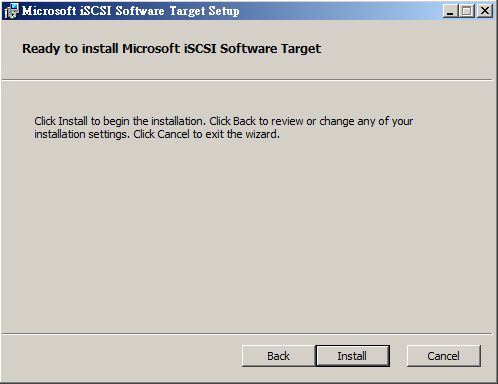 Microsoft iSCSI Software Target Setup
Ready to install Microsoft iSCSI Software Target
Click Install to begin the installation. Click Back to review or change any of your
installation settings. Click Cancel to exit the wizard.
Back Install Cancel